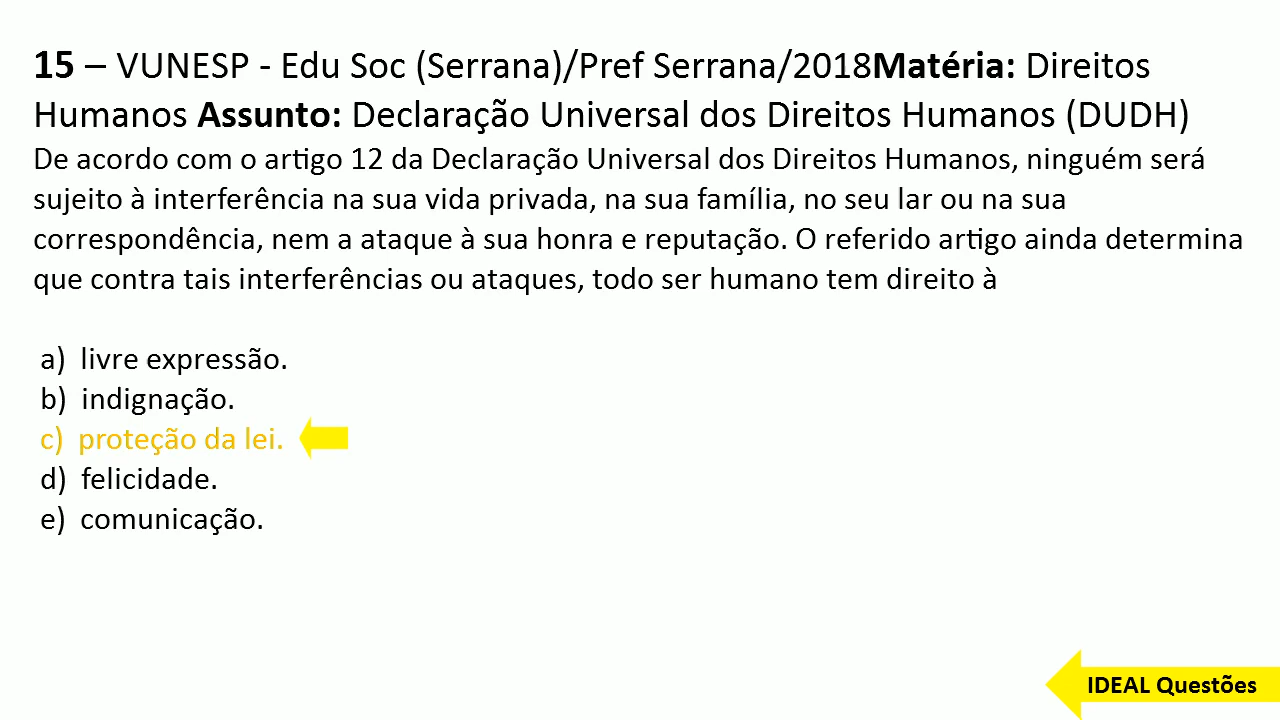 15 – VUNESP - Edu Soc (Serrana)/Pref Serrana/2018Matéria: Direitos
Humanos Assunto: Declaração Universal dos Direitos Humanos (DUDH)
De acordo com o artigo 12 da Declaração Universal dos Direitos Humanos, ninguém será
sujeito à interferência na sua vida privada, na sua família, no seu lar ou na sua
correspondência, nem a ataque à sua honra e reputação. O referido artigo ainda determina
que contra tais interferências ou ataques, todo ser humano tem direito à
a) livre expressão.
b) indignação.
c) proteção da lei.
d) felicidade.
e) comunicação.
IDEAL Questões